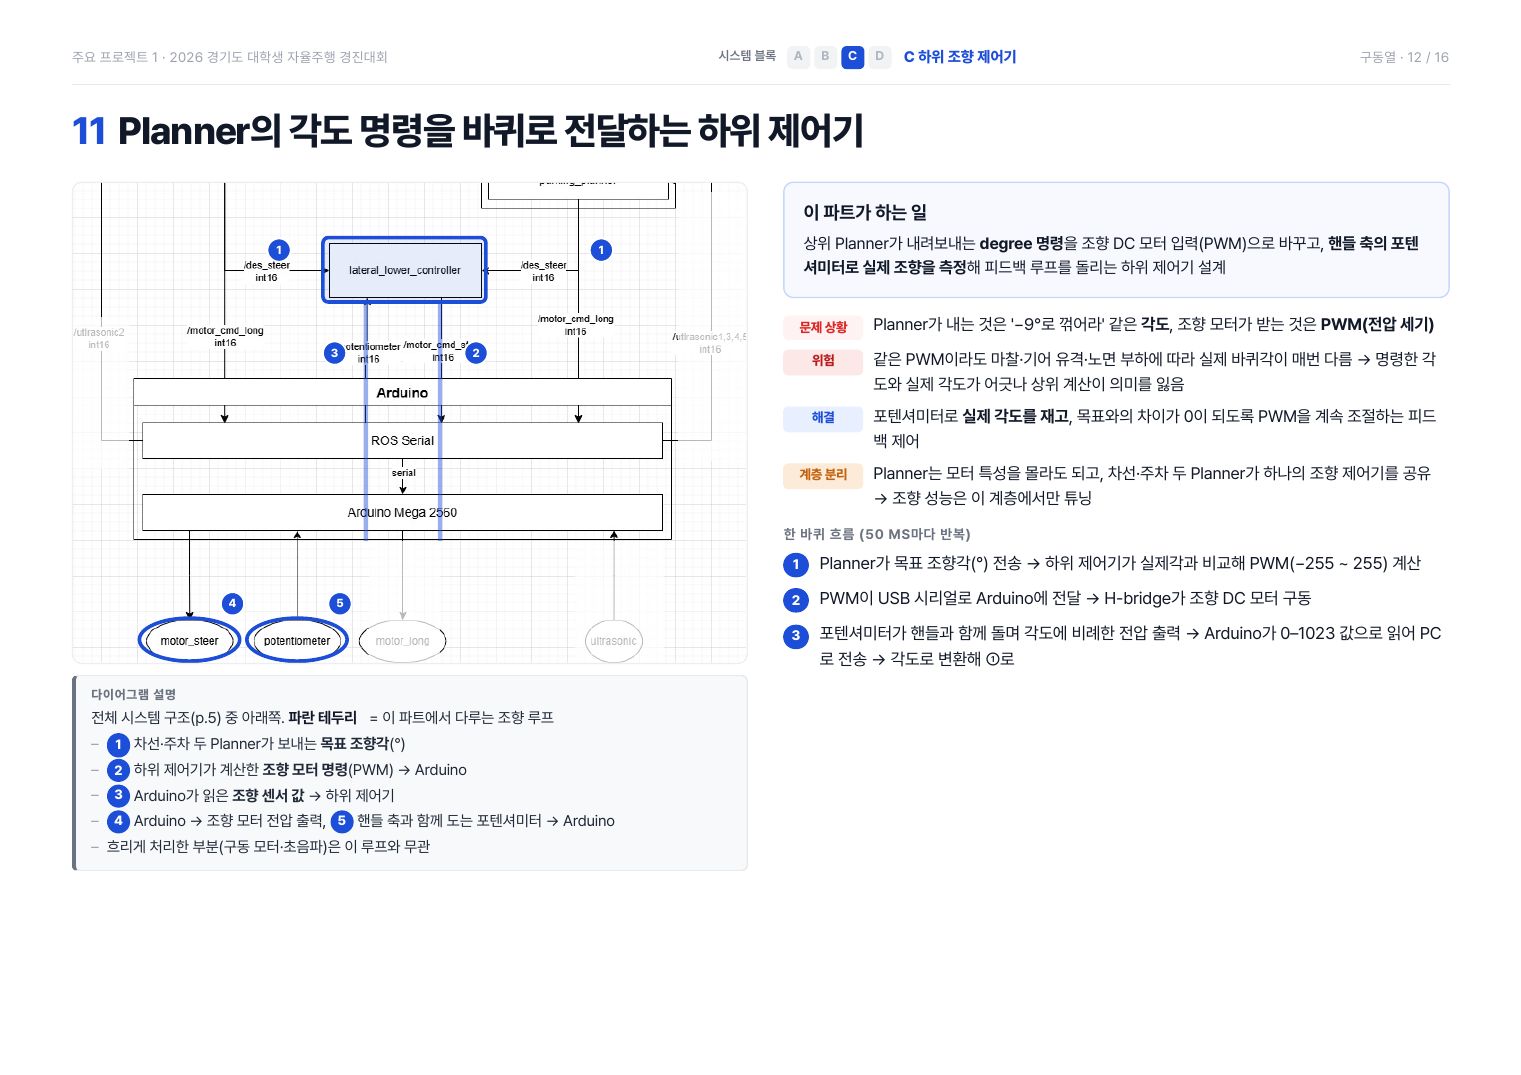 주요 프로젝트 1 · 2026 경기도 대학생 자율주행 경진대회
시스템 블록 A B C D C 하위 조향 제어기
구동열 · 12 / 16
11 Planner의 각도 명령을 바퀴로 전달하는 하위 제어기
1
1
/des_steer
int16
lateral_lower_controller
/des_steer
int16
/utlrasonic2
int16
/motor_cmd_long
int16
/motor_cmd_long
int16
/utlrasonic1,3,4,5
int16
3
otentiometer
int16
/motor_cmd_st
int16
2
Arduino
ROS Serial
serial
Arduino Mega 2560
4
5
motor_steer
potentiometer
motor_long
ultrasonic
다이어그램 설명
전체 시스템 구조(p.5) 중 아래쪽. 파란 테두리 = 이 파트에서 다루는 조향 루프
– 1 차선·주차 두 Planner가 보내는 목표 조향각(°)
– 2 하위 제어기가 계산한 조향 모터 명령(PWM) → Arduino
– 3 Arduino가 읽은 조향 센서 값 → 하위 제어기
– 4 Arduino → 조향 모터 전압 출력, 5 핸들 축과 함께 도는 포텐셔미터 → Arduino
– 흐리게 처리한 부분(구동 모터·초음파)은 이 루프와 무관
이 파트가 하는 일
상위 Planner가 내려보내는 degree 명령을 조향 DC 모터 입력(PWM)으로 바꾸고, 핸들 축의 포텐
셔미터로 실제 조향을 측정해 피드백 루프를 돌리는 하위 제어기 설계
문제 상황 Planner가 내는 것은 '−9°로 꺾어라' 같은 각도, 조향 모터가 받는 것은 PWM(전압 세기)
위험 같은 PWM이라도 마찰·기어 유격·노면 부하에 따라 실제 바퀴각이 매번 다름 → 명령한 각
도와 실제 각도가 어긋나 상위 계산이 의미를 잃음
해결 포텐셔미터로 실제 각도를 재고, 목표와의 차이가 0이 되도록 PWM을 계속 조절하는 피드
백 제어
계층 분리 Planner는 모터 특성을 몰라도 되고, 차선·주차 두 Planner가 하나의 조향 제어기를 공유
→ 조향 성능은 이 계층에서만 튜닝
한 바퀴 흐름 (50 MS마다 반복)
1 Planner가 목표 조향각(°) 전송 → 하위 제어기가 실제각과 비교해 PWM(−255 ~ 255) 계산
2 PWM이 USB 시리얼로 Arduino에 전달 → H-bridge가 조향 DC 모터 구동
3 포텐셔미터가 핸들과 함께 돌며 각도에 비례한 전압 출력 → Arduino가 0–1023 값으로 읽어 PC
로 전송 → 각도로 변환해 ①로